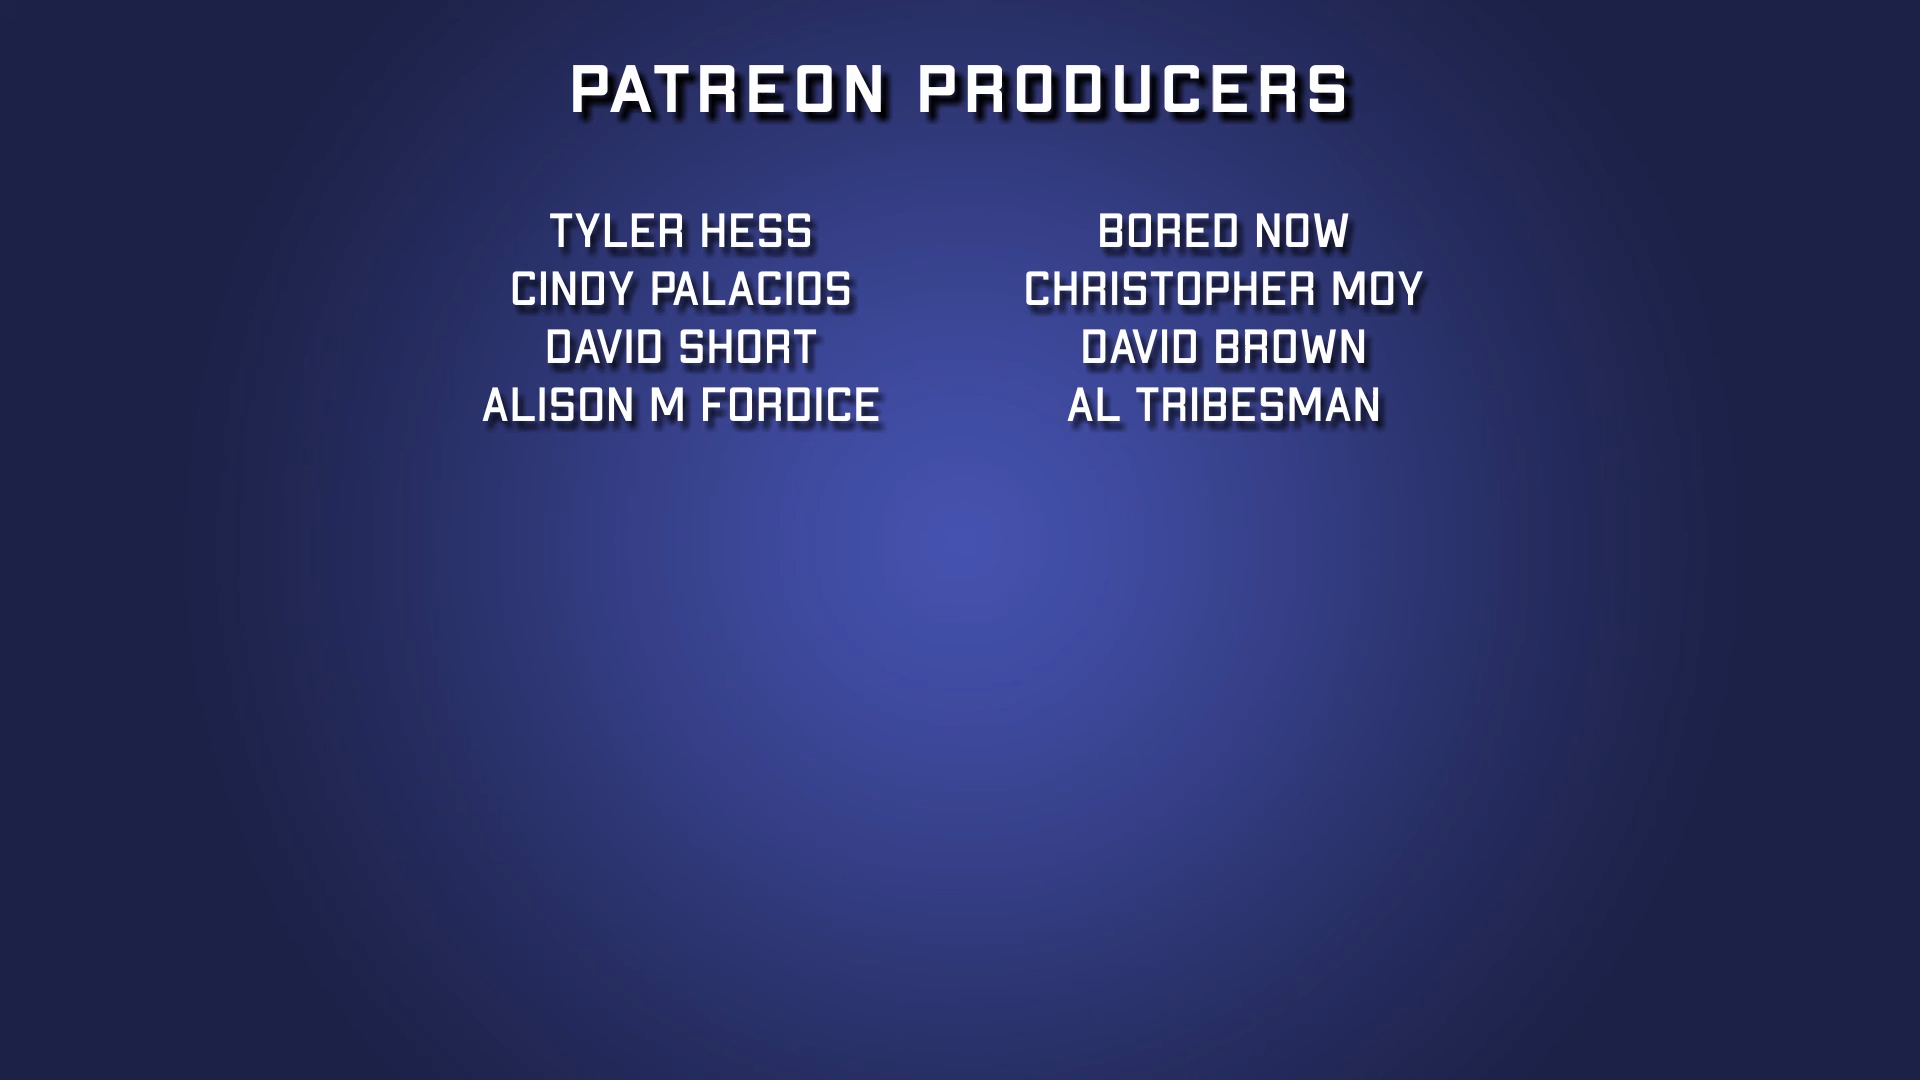 PATREON PRODUCERS
TYLER HESS
CINDY PALACIOS
DAVID SHORT
ALISON M FORDICE
BORED NOW
CHRISTOPHER MOY
DAVID BROWN
AL TRIBESMAN